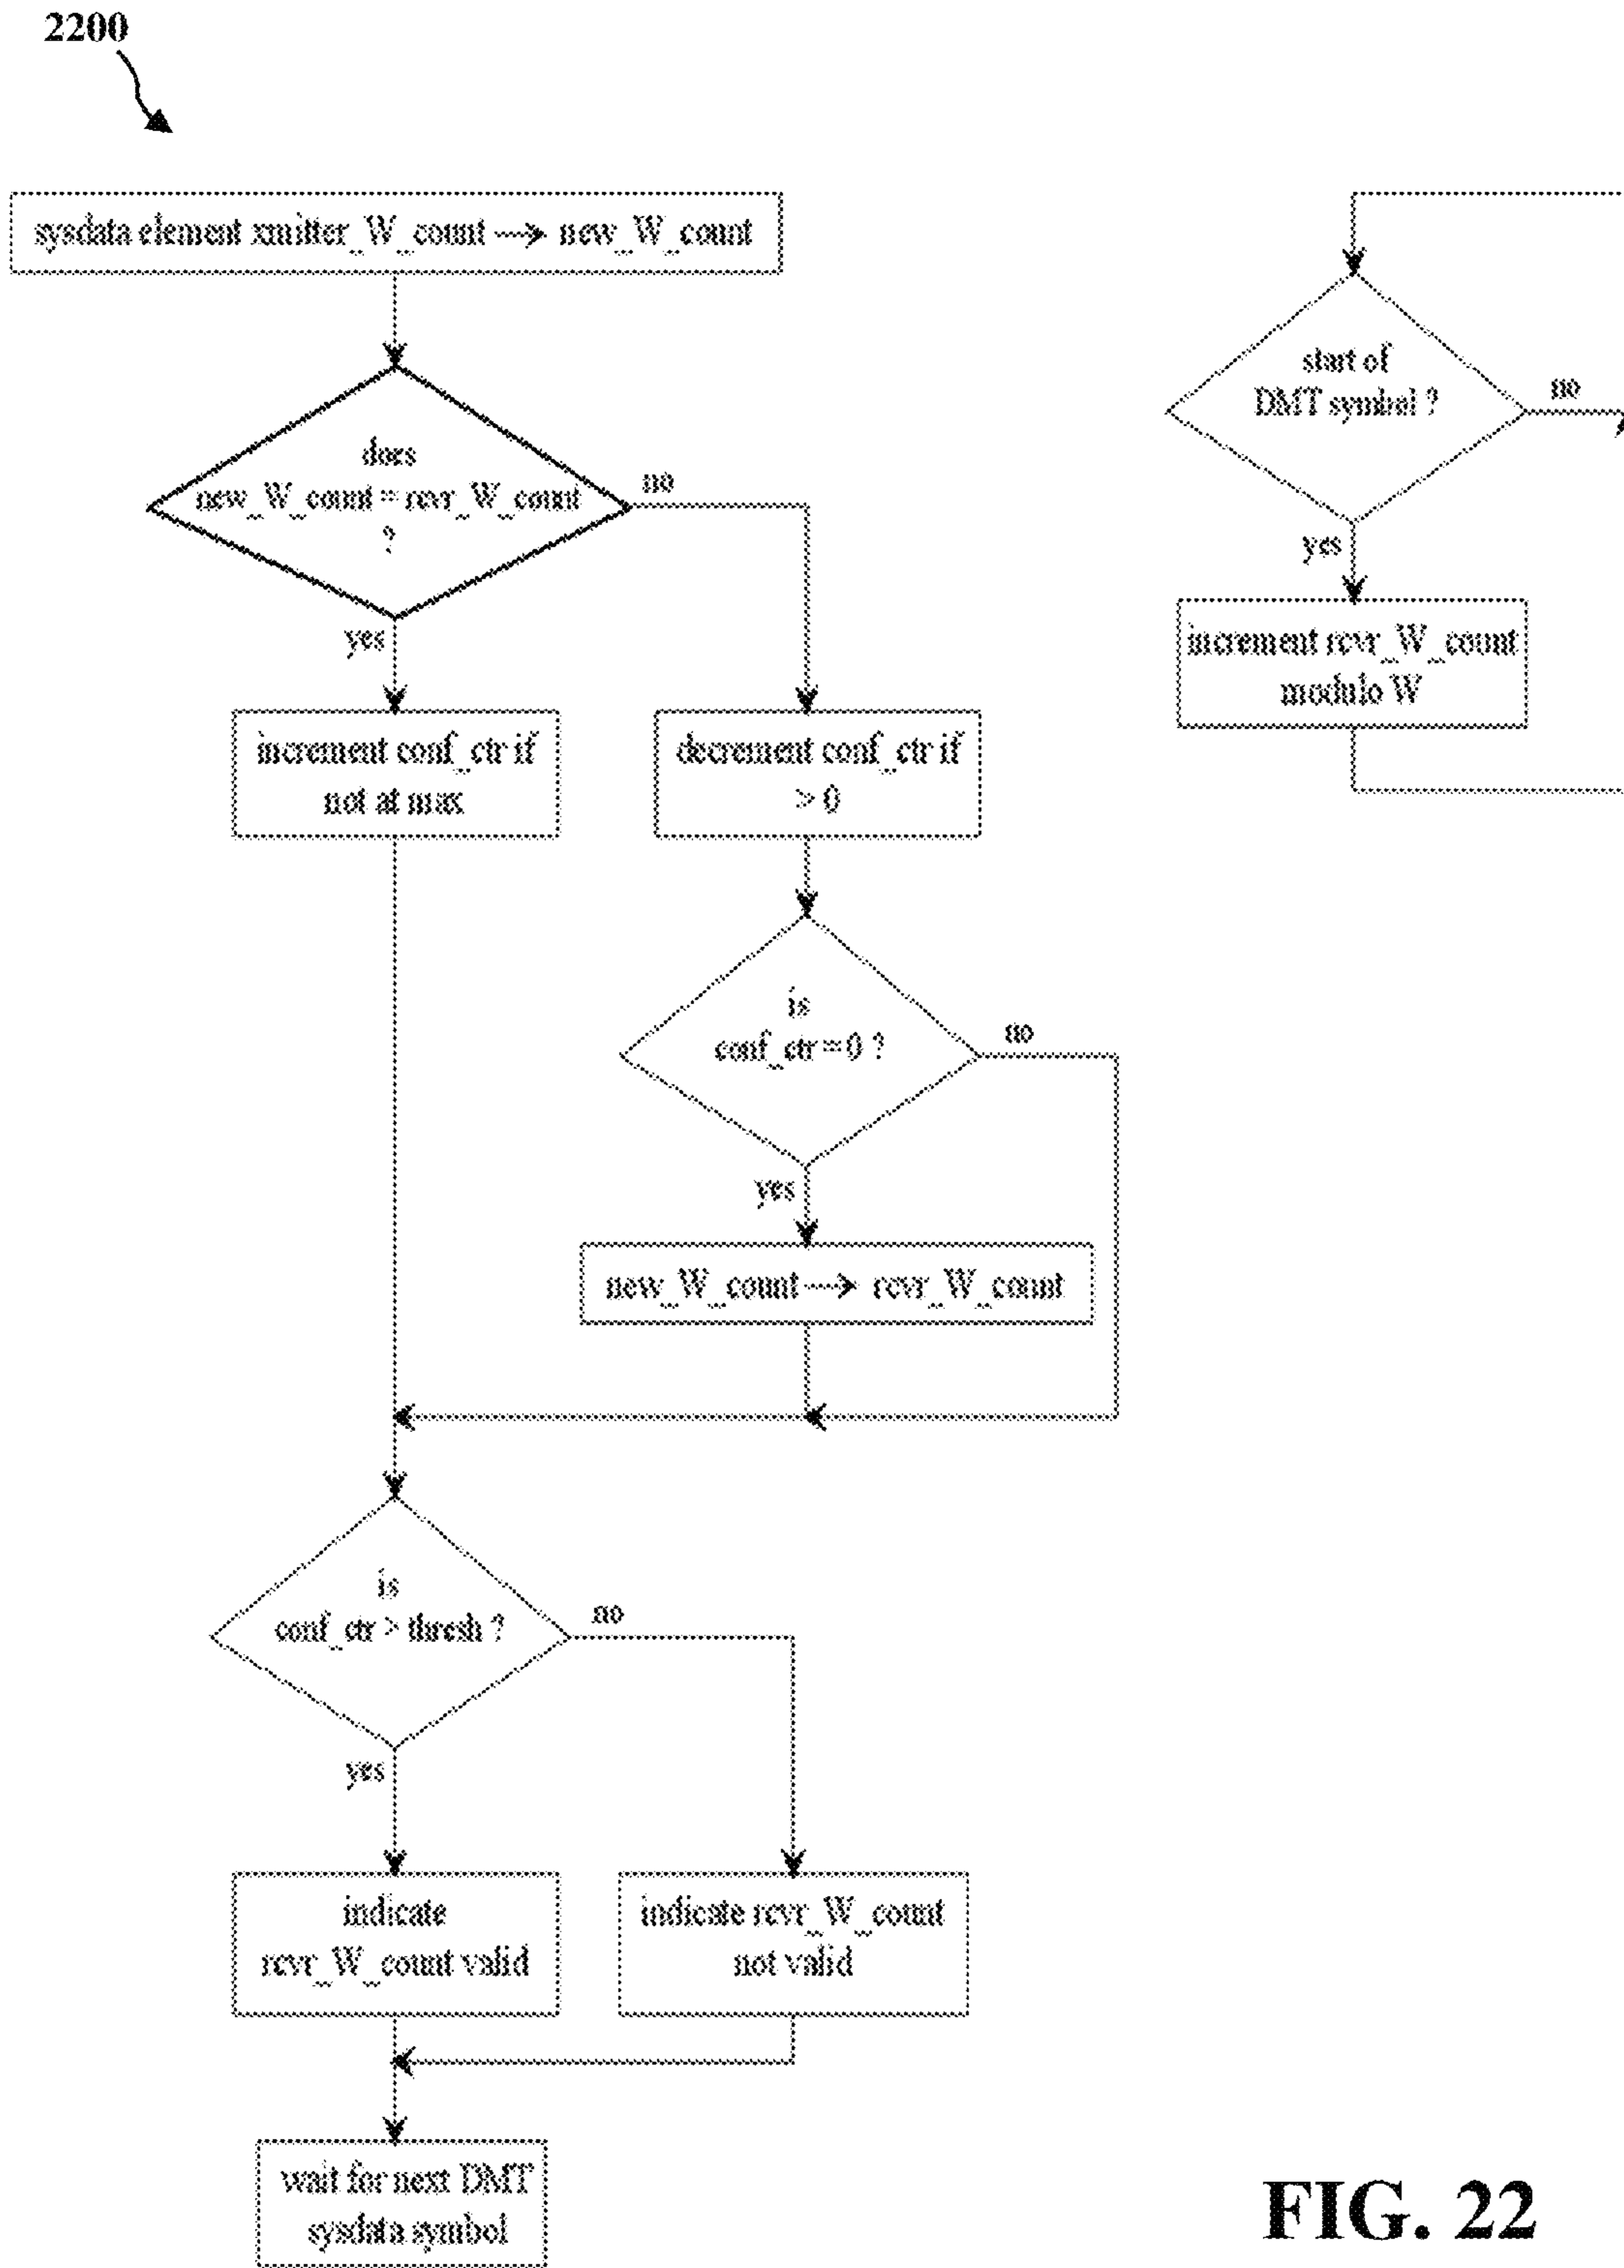 2200
sysdata element xmitter_W_count → new_W_count
does
new_W_count = rcvr_W_count
?
no
yes
increment conf_ctr if
not at max
decrement conf_ctr if
> 0
is
conf_ctr = 0 ?
no
yes
new_W_count → rcvr_W_count
is
conf_ctr > thresh ?
no
yes
indicate
rcvr_W_count valid
indicate rcvr_W_count
not valid
wait for next DMT
sysdata symbol
start of
DMT symbol ?
no
yes
increment rcvr_W_count
modulo W
FIG. 22